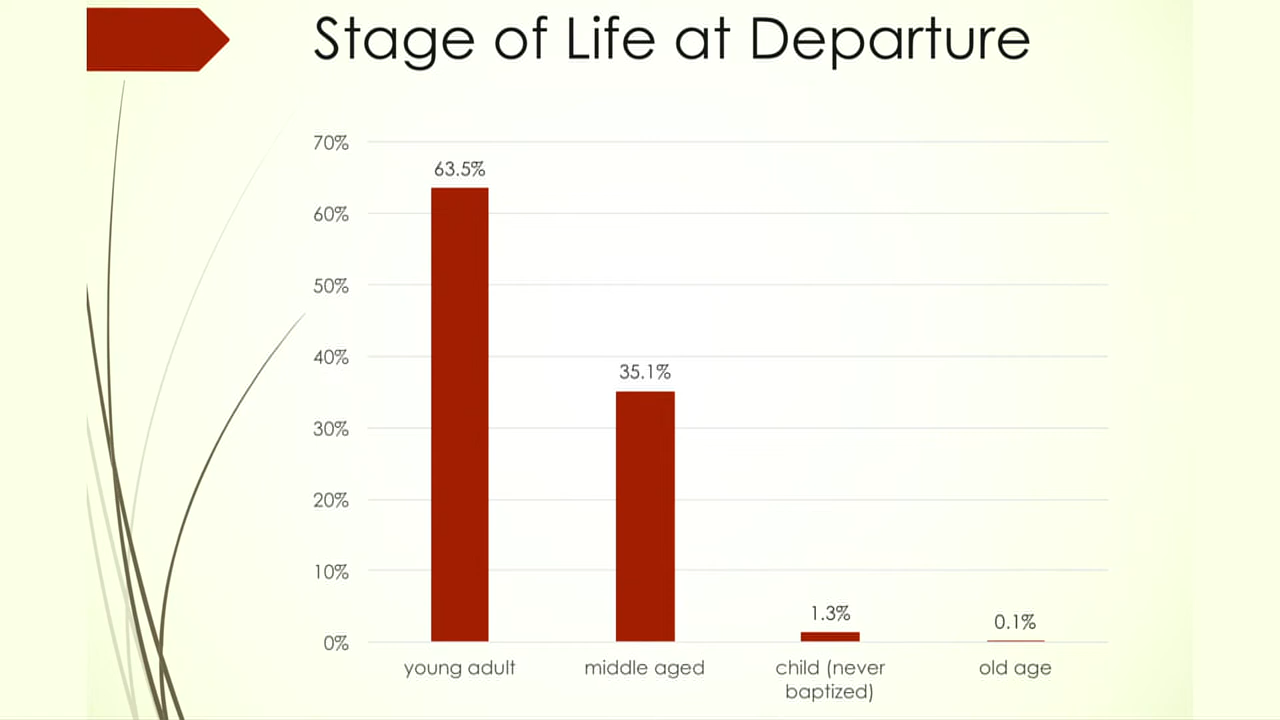 Stage of Life at Departure
70%
60%
50%
40%
30%
20%
10%
0%
63.5%
35.1%
1.3%
0.1%
young adult
middle aged
child (never
baptized)
old age